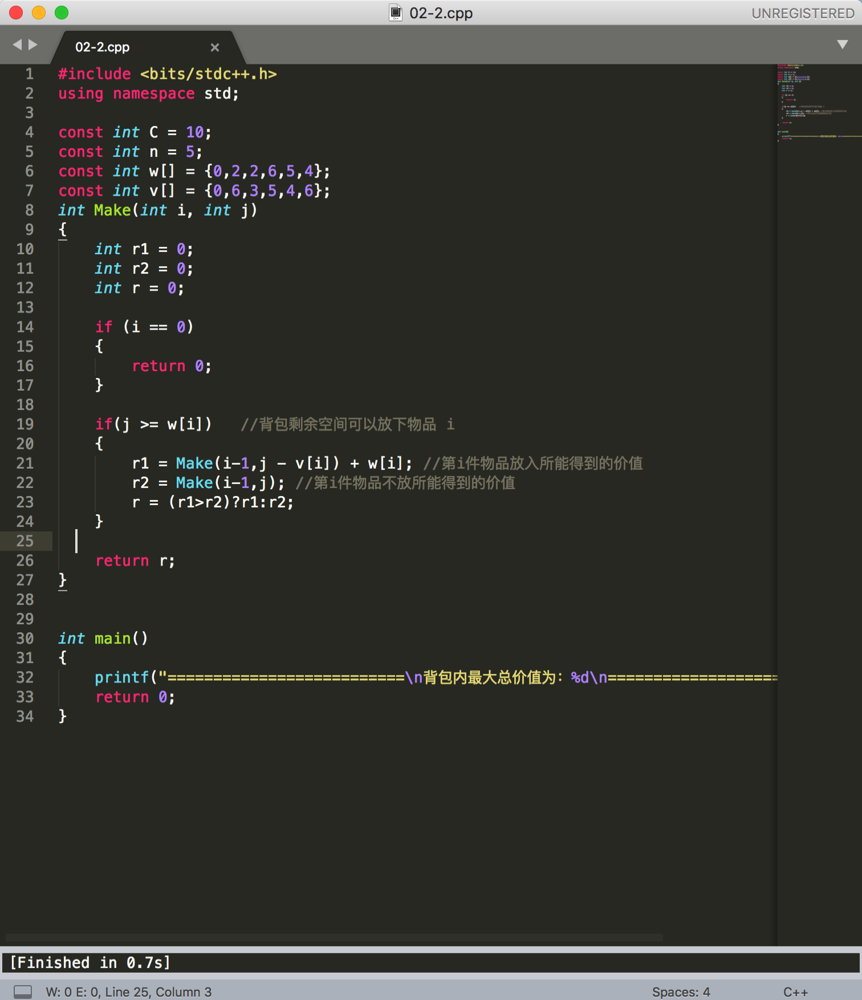 02-2.cpp
UNREGISTERED
02-2.cpp
1 #include <bits/stdc++.h>
2 using namespace std;
3
4 const int C = 10;
5 const int n = 5;
6 const int w[] = {0,2,2,6,5,4};
7 const int v[] = {0,6,3,5,4,6};
8 int Make(int i, int j)
9 {
10     int r1 = 0;
11     int r2 = 0;
12     int r = 0;
13
14     if (i == 0)
15     {
16         return 0;
17     }
18
19     if(j >= w[i])   //背包剩余空间可以放下物品 i
20     {
21         r1 = Make(i-1,j - v[i]) + w[i]; //第i件物品放入所能得到的价值
22         r2 = Make(i-1,j); //第i件物品不放所能得到的价值
23         r = (r1>r2)?r1:r2;
24     }
25
26     return r;
27 }
28
29
30 int main()
31 {
32     printf("==========================\n背包内最大总价值为：%d\n===================
33     return 0;
34 }
[Finished in 0.7s]
W: 0 E: 0, Line 25, Column 3
Spaces: 4
C++